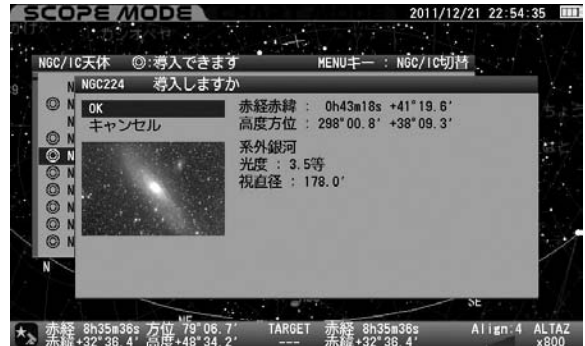 SCOPE MODE 2011/12/21 22:54:35
NGC/IC天体 ◎:導入できます MENUキー : NGC/IC切替
NGC224 導入しますか
OK
キャンセル
赤経赤緯 : 0h43m18s +41°19.6'
高度方位 : 298°00.8' +38°09.3'
系外銀河
光度 : 3.5等
視直径 : 178.0'
N
◎ N
N
◎ N
◎ N
◎ N
◎ N
◎ N
◎ N
N
NE
SE
赤経 8h35m36s 方位 79°06.7' TARGET 赤経 8h35m36s Align:4 ALTAZ
赤緯+32°36.4' 高度+48°34.2' --- 赤緯+32°36.4' x800